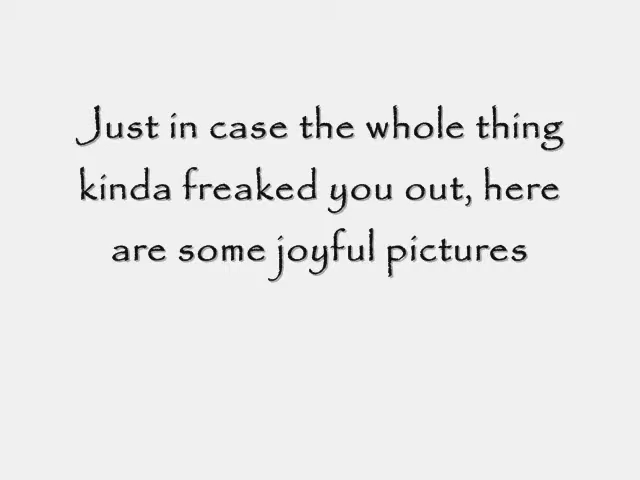 Just in case the whole thing
kinda freaked you out, here
are some joyful pictures